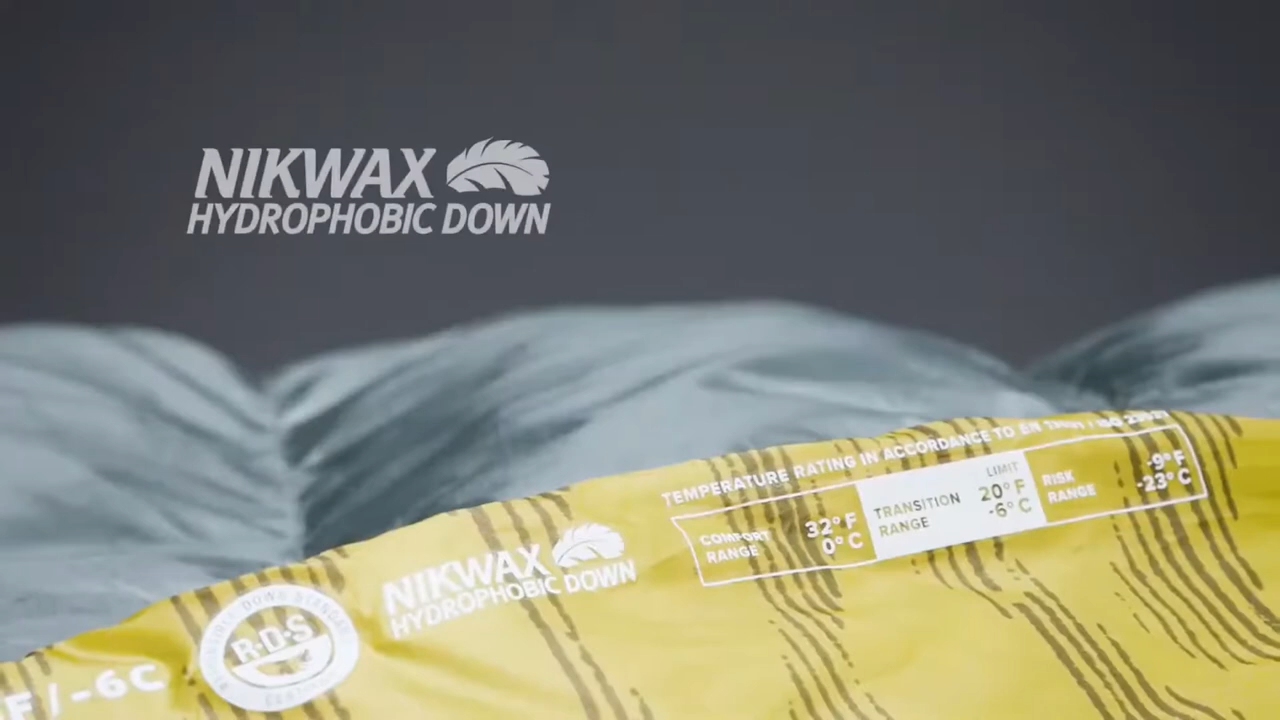 NIKWAX
HYDROPHOBIC DOWN
TEMPERATURE RATING IN ACCORDANCE TO EN
COMFORT RANGE 32° F 0° C
TRANSITION RANGE LIMIT 20° F -6° C
RISK RANGE -9° F -23° C
NIKWAX
HYDROPHOBIC DOWN
R·D·S
F / -6C